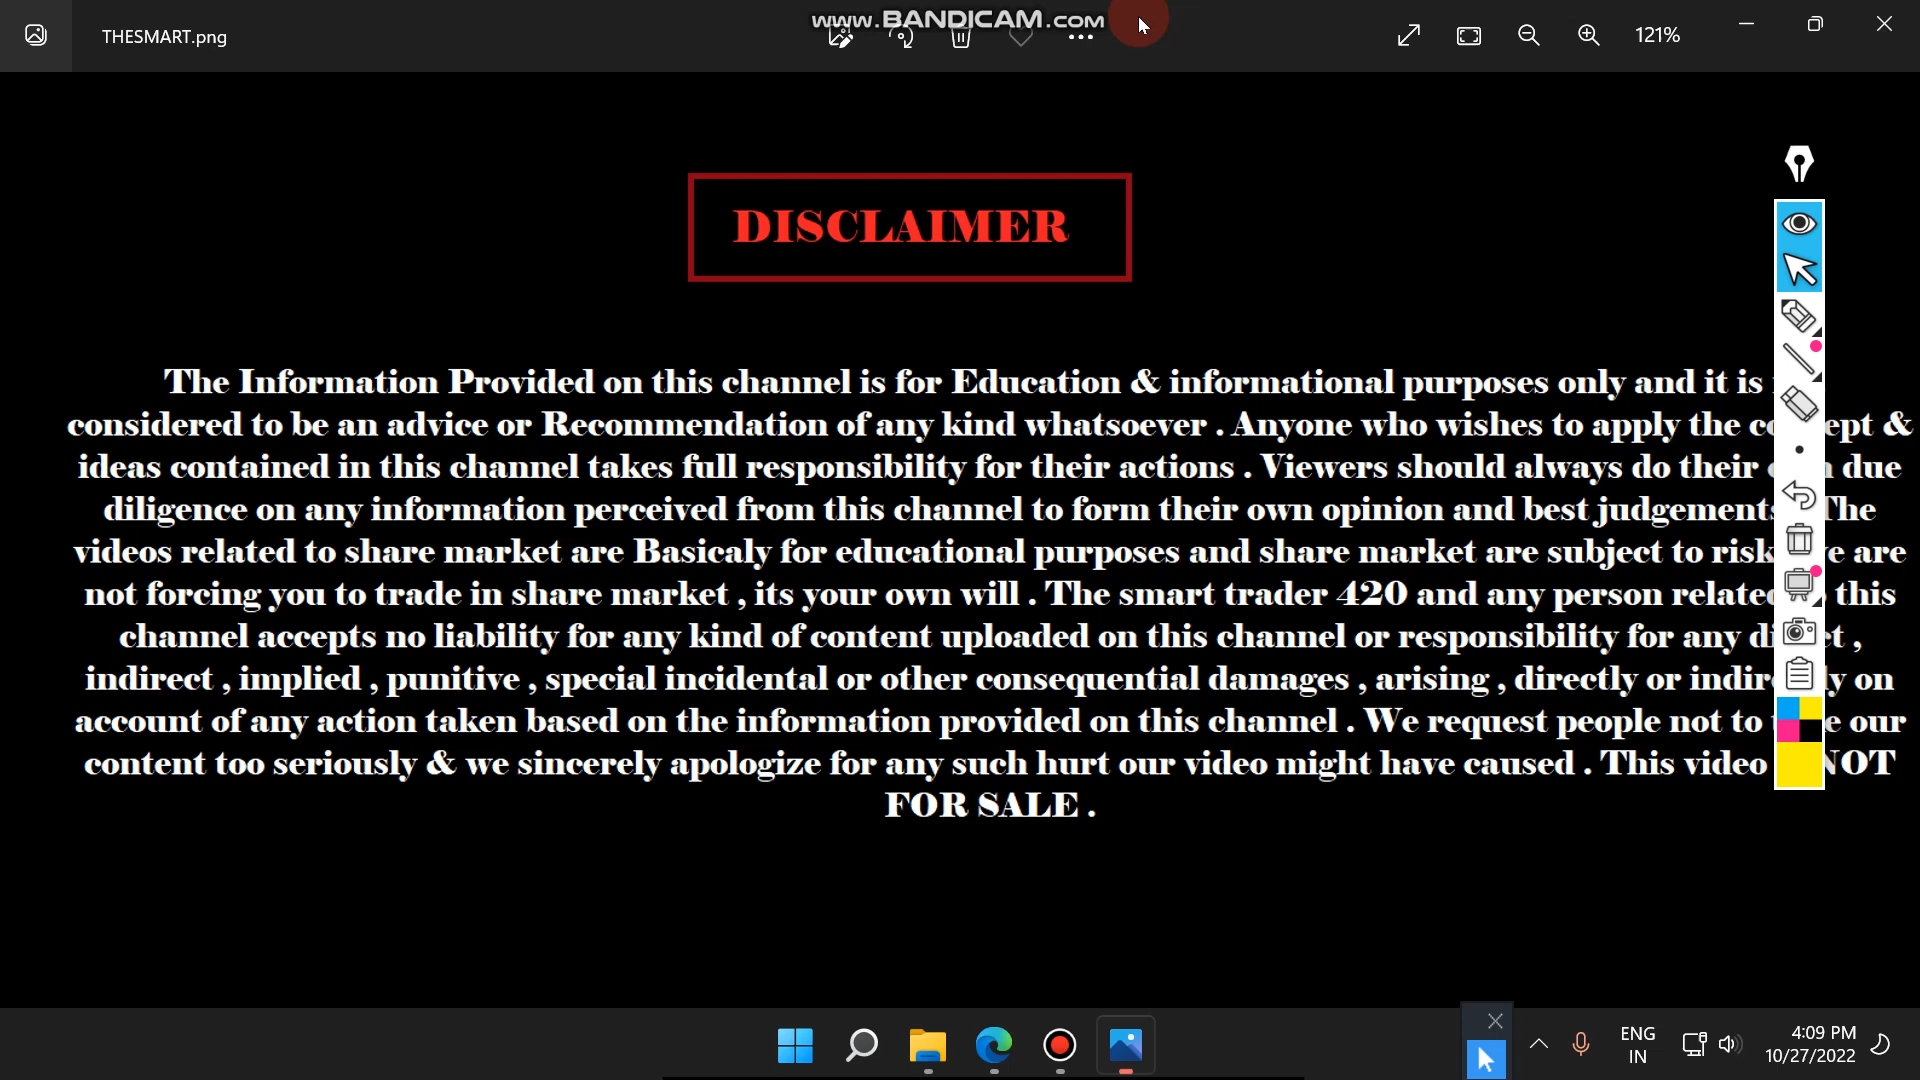 www.BANDICAM.com
THESMART.png
121%
DISCLAIMER
The Information Provided on this channel is for Education & informational purposes only and it is
considered to be an advice or Recommendation of any kind whatsoever . Anyone who wishes to apply the &
ideas contained in this channel takes full responsibility for their actions . Viewers should always do their due
diligence on any information perceived from this channel to form their own opinion and best judgements The
videos related to share market are Basicaly for educational purposes and share market are subject to risk are
not forcing you to trade in share market , its your own will . The smart trader 420 and any person related this
channel accepts no liability for any kind of content uploaded on this channel or responsibility for any ,
indirect , implied , punitive , special incidental or other consequential damages , arising , directly or on
account of any action taken based on the information provided on this channel . We request people not to our
content too seriously & we sincerely apologize for any such hurt our video might have caused . This video NOT
FOR SALE .
ENG
IN
4:09 PM
10/27/2022